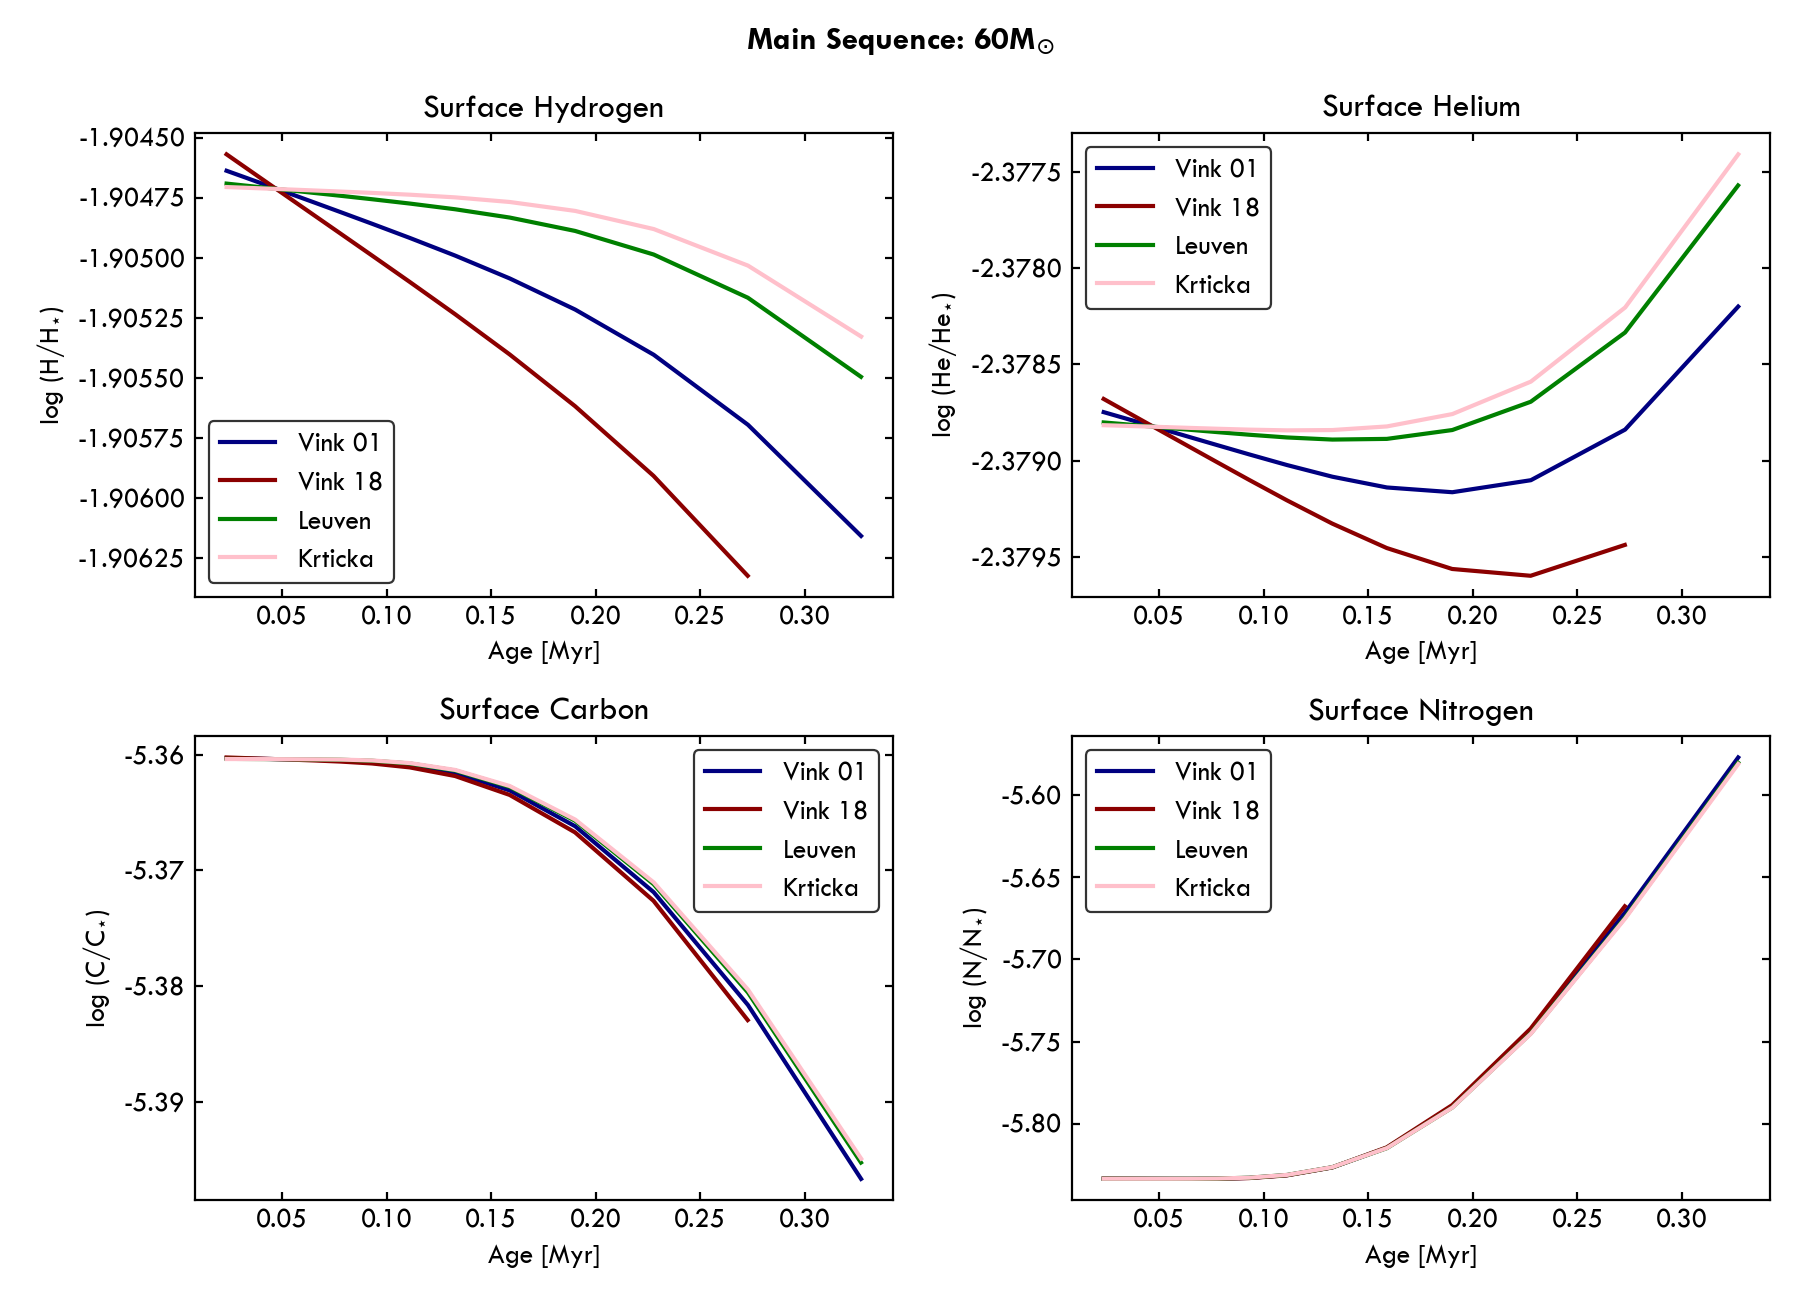 Main Sequence: 60M☉
Surface Hydrogen
-1.90450
-1.90475
-1.90500
-1.90525
-1.90550
-1.90575
-1.90600
-1.90625
log (H/H⋆)
Vink 01
Vink 18
Leuven
Krticka
0.05 0.10 0.15 0.20 0.25 0.30
Age [Myr]
Surface Helium
-2.3775
-2.3780
-2.3785
-2.3790
-2.3795
log (He/He⋆)
Vink 01
Vink 18
Leuven
Krticka
0.05 0.10 0.15 0.20 0.25 0.30
Age [Myr]
Surface Carbon
-5.36
-5.37
-5.38
-5.39
log (C/C⋆)
Vink 01
Vink 18
Leuven
Krticka
0.05 0.10 0.15 0.20 0.25 0.30
Age [Myr]
Surface Nitrogen
-5.60
-5.65
-5.70
-5.75
-5.80
log (N/N⋆)
Vink 01
Vink 18
Leuven
Krticka
0.05 0.10 0.15 0.20 0.25 0.30
Age [Myr]